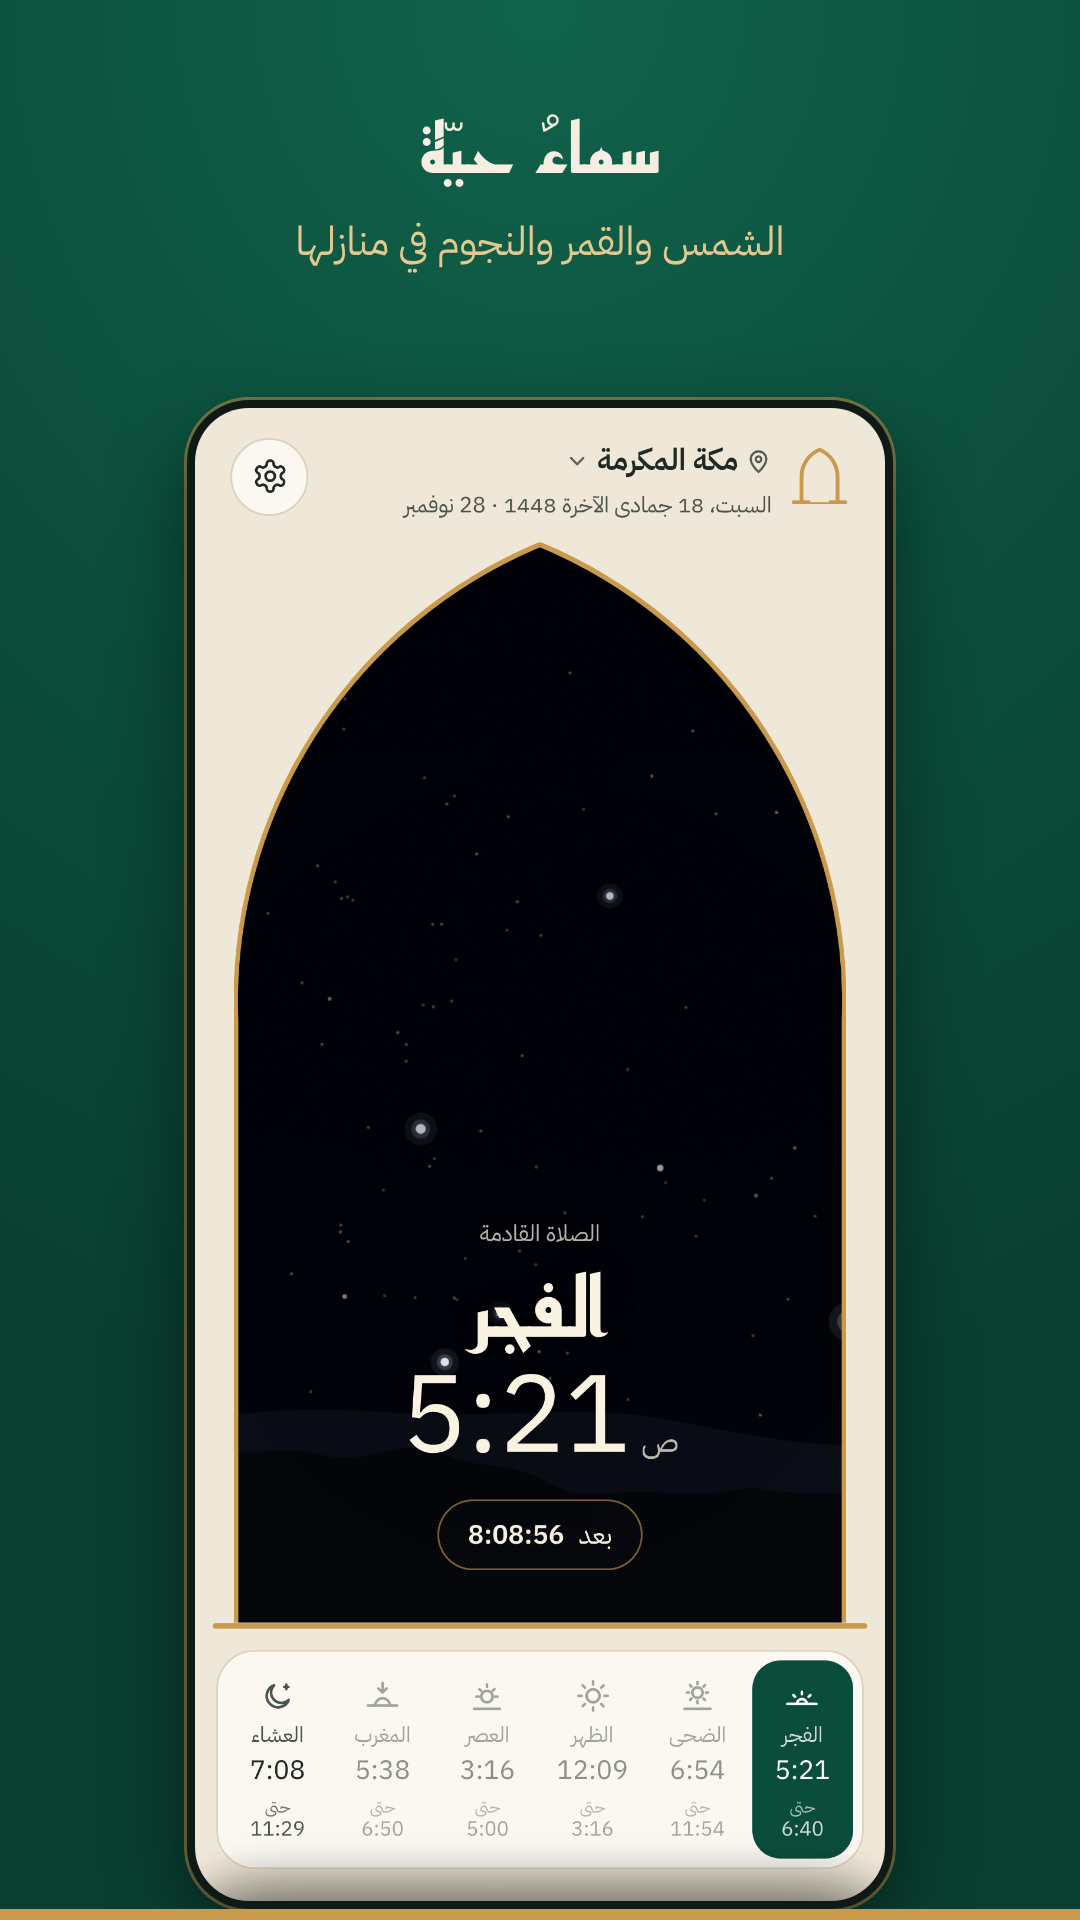 سماءٌ حيّة
الشمس والقمر والنجوم في منازلها
مكة المكرمة
السبت، 18 جمادى الآخرة 1448 · 28 نوفمبر
الصلاة القادمة
الفجر
5:21 ص
بعد 8:08:56
الفجر الضحى الظهر العصر المغرب العشاء
5:21 6:54 12:09 3:16 5:38 7:08
حتى حتى حتى حتى حتى حتى
6:40 11:54 3:16 5:00 6:50 11:29